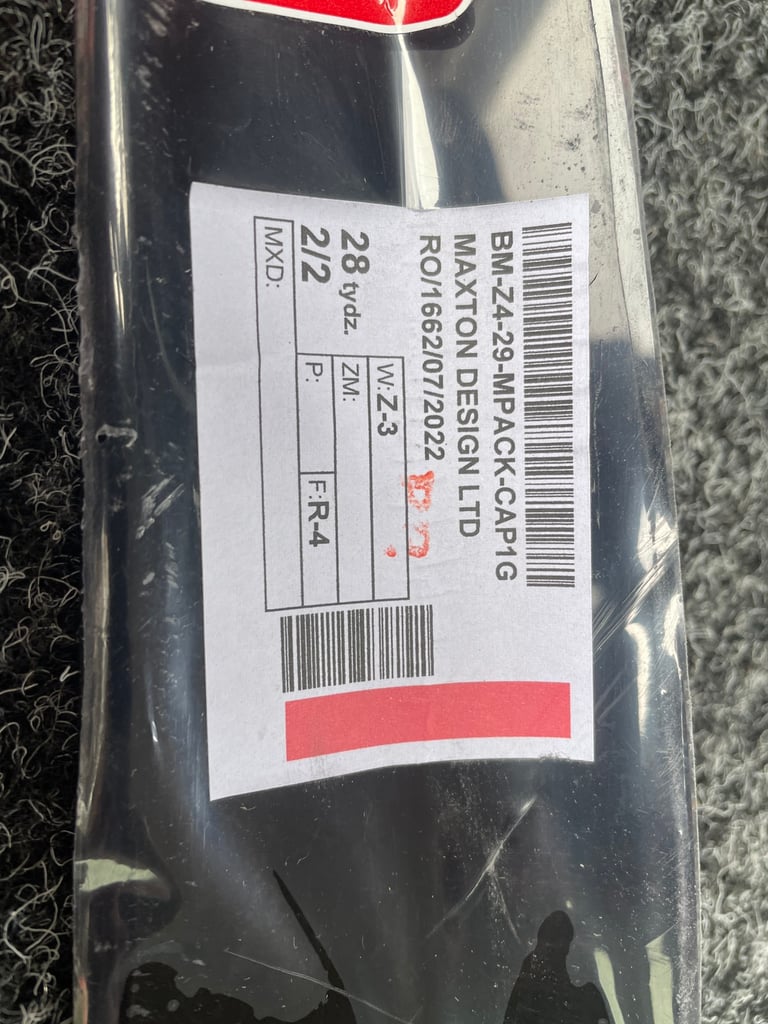 BM-Z4-29-MPACK-CAP1G
MAXTON DESIGN LTD
RO/1662/07/2022
28 tydz.
2/2
W:Z-3
ZM:
P:
F:R-4
MXD: